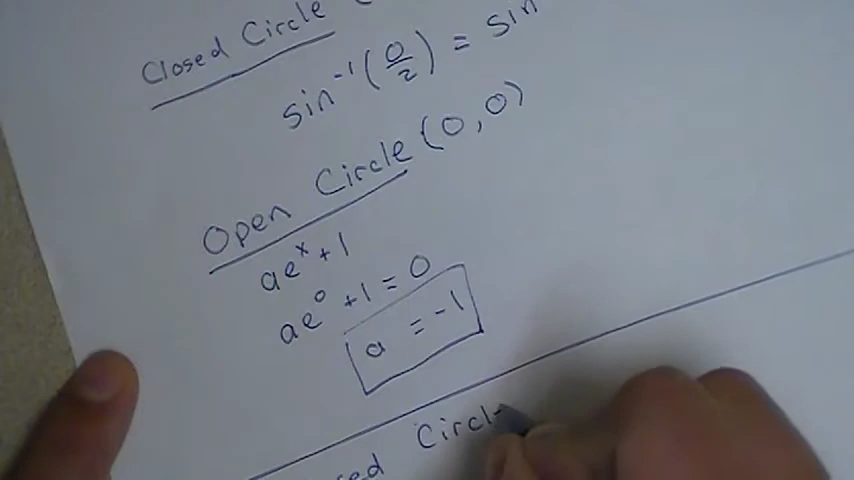 Closed Circle (
sin⁻¹(0/2) = sin
Open Circle (0,0)
ae^x + 1
ae^0 + 1 = 0
a = -1
Circl